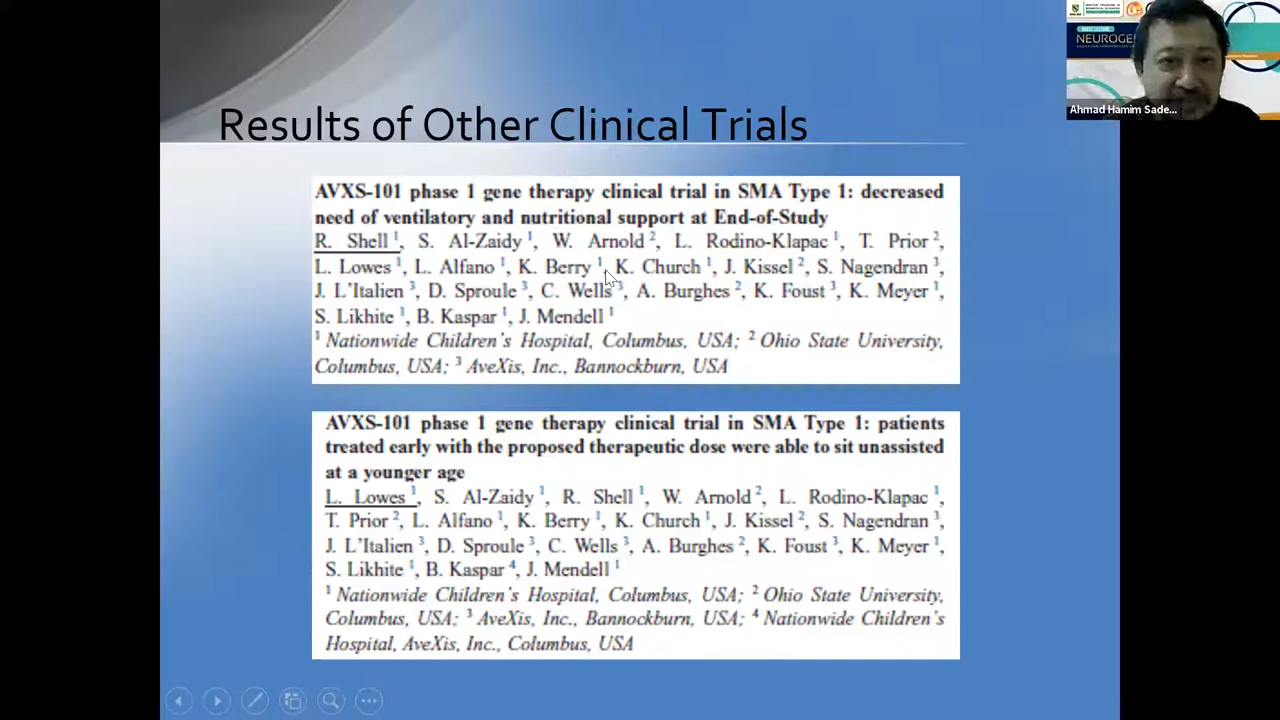 Results of Other Clinical Trials
AVXS-101 phase 1 gene therapy clinical trial in SMA Type 1: decreased
need of ventilatory and nutritional support at End-of-Study
R. Shell ¹, S. Al-Zaidy ¹, W. Arnold ², L. Rodino-Klapac ¹, T. Prior ²,
L. Lowes ¹, L. Alfano ¹, K. Berry ¹, K. Church ¹, J. Kissel ², S. Nagendran ³,
J. L'Italien ³, D. Sproule ³, C. Wells ³, A. Burghes ², K. Foust ³, K. Meyer ¹,
S. Likhite ¹, B. Kaspar ¹, J. Mendell ¹
¹ Nationwide Children's Hospital, Columbus, USA; ² Ohio State University,
Columbus, USA; ³ AveXis, Inc., Bannockburn, USA
AVXS-101 phase 1 gene therapy clinical trial in SMA Type 1: patients
treated early with the proposed therapeutic dose were able to sit unassisted
at a younger age
L. Lowes ¹, S. Al-Zaidy ¹, R. Shell ¹, W. Arnold ², L. Rodino-Klapac ¹,
T. Prior ², L. Alfano ¹, K. Berry ¹, K. Church ¹, J. Kissel ², S. Nagendran ³,
J. L'Italien ³, D. Sproule ³, C. Wells ³, A. Burghes ², K. Foust ³, K. Meyer ¹,
S. Likhite ¹, B. Kaspar ⁴, J. Mendell ¹
¹ Nationwide Children's Hospital, Columbus, USA; ² Ohio State University,
Columbus, USA; ³ AveXis, Inc., Bannockburn, USA; ⁴ Nationwide Children's
Hospital, AveXis, Inc., Columbus, USA
NEUROGE
Ahmad Hamim Sade...